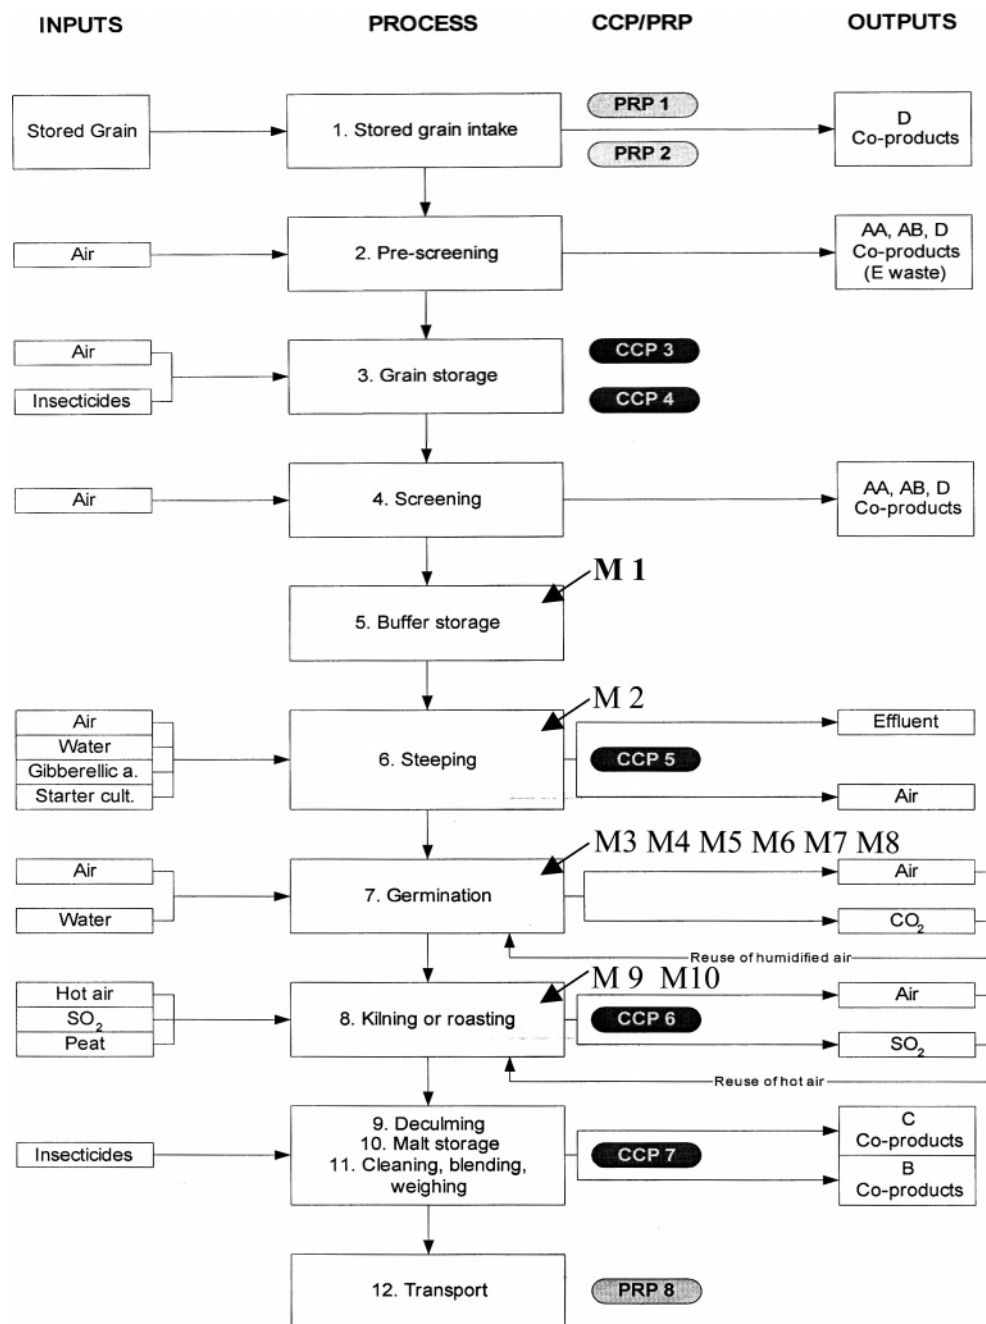 INPUTS
PROCESS
CCP/PRP
OUTPUTS
Stored Grain
1. Stored grain intake
PRP 1
PRP 2
D
Co-products
Air
2. Pre-screening
AA, AB, D
Co-products
(E waste)
Air
Insecticides
3. Grain storage
CCP 3
CCP 4
Air
4. Screening
AA, AB, D
Co-products
M 1
5. Buffer storage
M 2
Air
Water
Gibberellic a.
Starter cult.
6. Steeping
CCP 5
Effluent
Air
M3 M4 M5 M6 M7 M8
Air
Water
7. Germination
Air
CO2
Reuse of humidified air
M 9 M10
Hot air
SO2
Peat
8. Kilning or roasting
CCP 6
Air
SO2
Reuse of hot air
Insecticides
9. Deculming
10. Malt storage
11. Cleaning, blending,
weighing
CCP 7
C
Co-products
B
Co-products
12. Transport
PRP 8